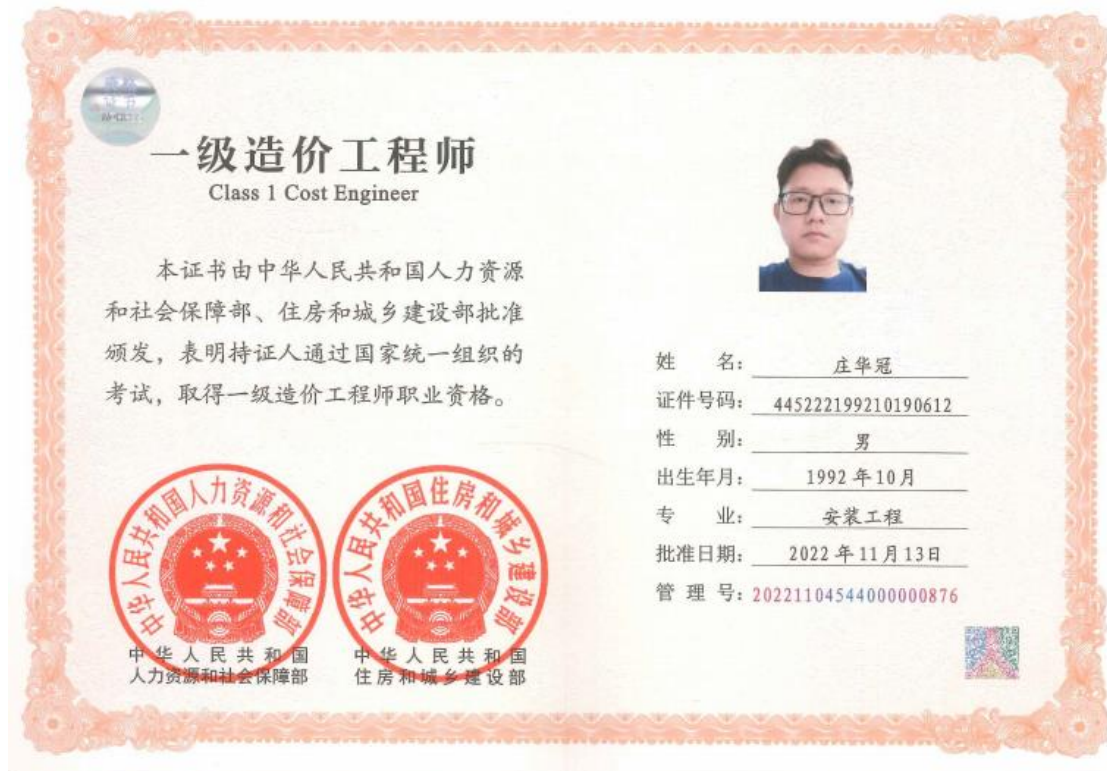 一级造价工程师
Class 1 Cost Engineer
本证书由中华人民共和国人力资源
和社会保障部、住房和城乡建设部批准
颁发，表明持证人通过国家统一组织的
考试，取得一级造价工程师职业资格。
中华人民共和国人力资源和社会保障部
中华人民共和国住房和城乡建设部
中华人民共和国
人力资源和社会保障部
中华人民共和国
住房和城乡建设部
姓 名： 庄华冠
证件号码： 445222199210190612
性 别： 男
出生年月： 1992年10月
专 业： 安装工程
批准日期： 2022年11月13日
管 理 号：20221104544000000876